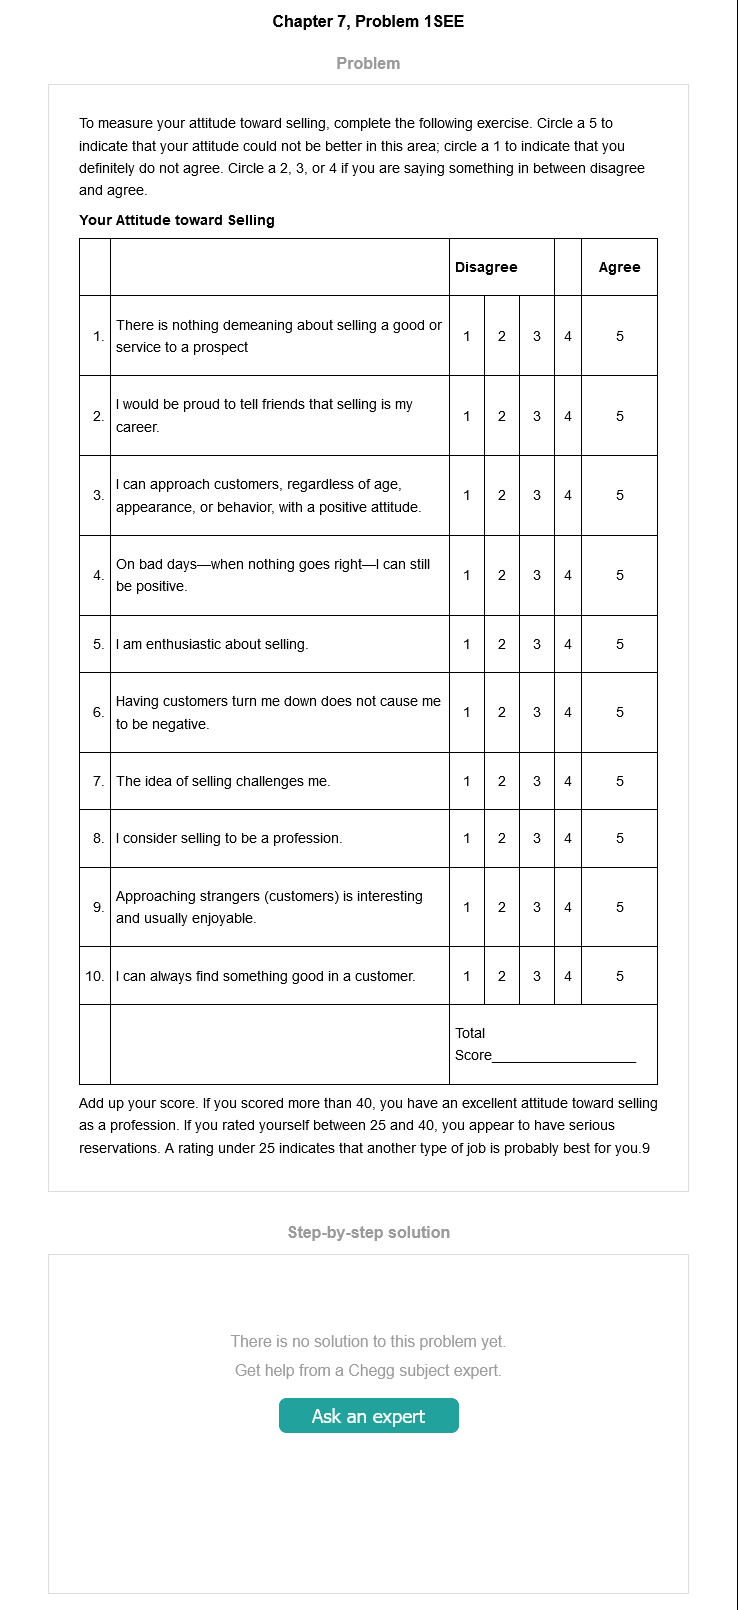 Chapter 7, Problem 1SEE
Problem
To measure your attitude toward selling, complete the following exercise. Circle a 5 to
indicate that your attitude could not be better in this area; circle a 1 to indicate that you
definitely do not agree. Circle a 2, 3, or 4 if you are saying something in between disagree
and agree.
Your Attitude toward Selling
Disagree Agree
There is nothing demeaning about selling a good or
1. 1 2 3 4 5
service to a prospect
I would be proud to tell friends that selling is my
2. 1 2 3 4 5
career.
I can approach customers, regardless of age,
3. 1 2 3 4 5
appearance, or behavior, with a positive attitude.
On bad days—when nothing goes right—I can still
4. 1 2 3 4 5
be positive.
5. I am enthusiastic about selling. 1 2 3 4 5
Having customers turn me down does not cause me
6. 1 2 3 4 5
to be negative.
7. The idea of selling challenges me. 1 2 3 4 5
8. I consider selling to be a profession. 1 2 3 4 5
Approaching strangers (customers) is interesting
9. 1 2 3 4 5
and usually enjoyable.
10. I can always find something good in a customer. 1 2 3 4 5
Total
Score___________________
Add up your score. If you scored more than 40, you have an excellent attitude toward selling
as a profession. If you rated yourself between 25 and 40, you appear to have serious
reservations. A rating under 25 indicates that another type of job is probably best for you.9
Step-by-step solution
There is no solution to this problem yet.
Get help from a Chegg subject expert.
Ask an expert